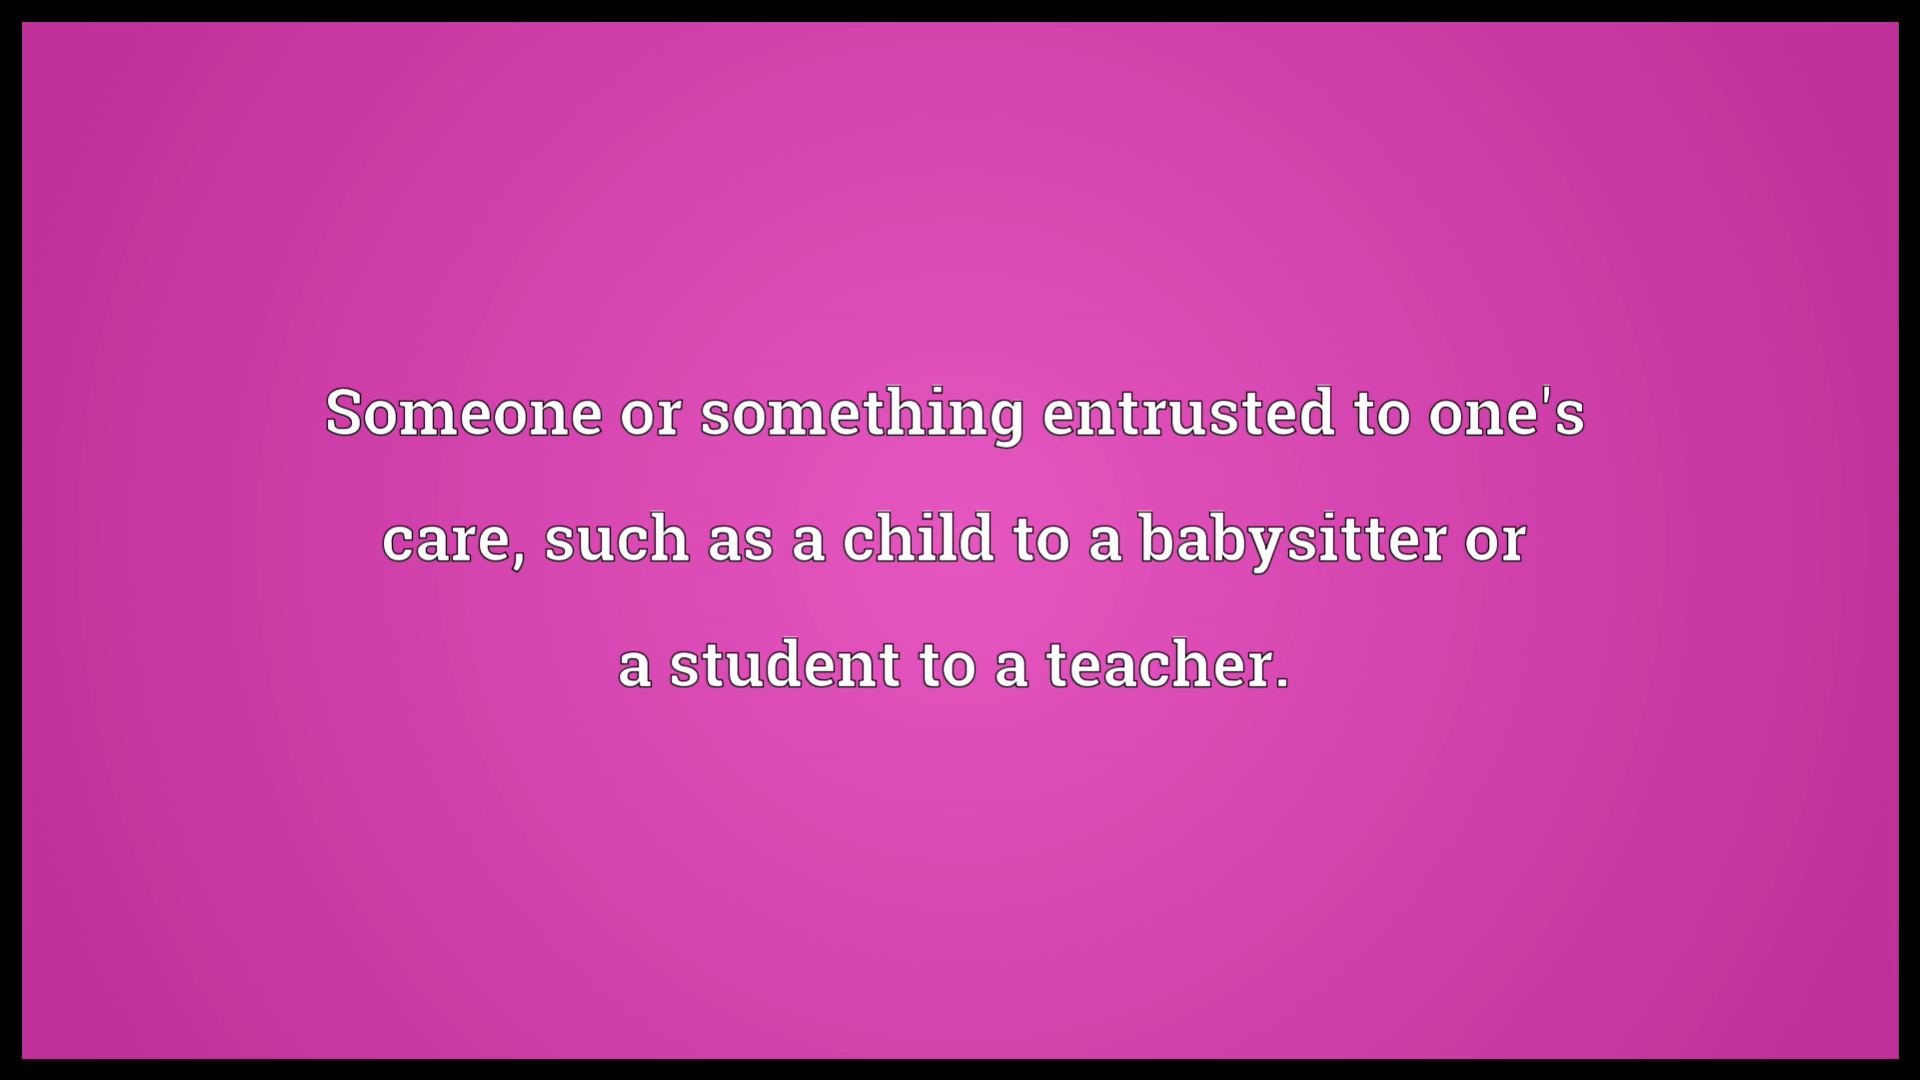 Someone or something entrusted to one's
care, such as a child to a babysitter or
a student to a teacher.